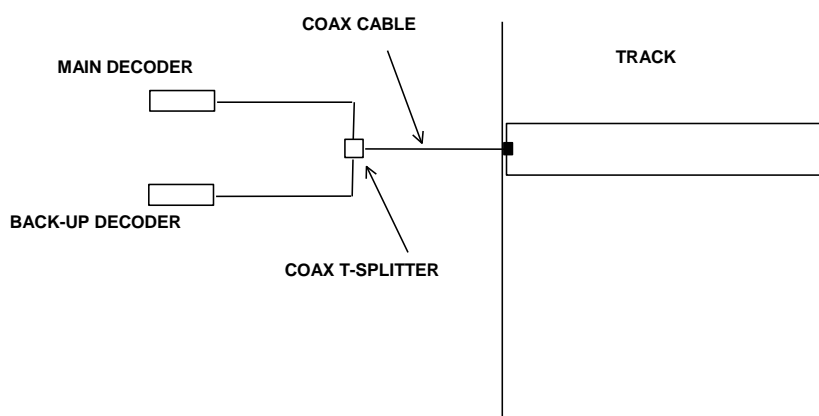 COAX CABLE
TRACK
MAIN DECODER
BACK-UP DECODER
COAX T-SPLITTER